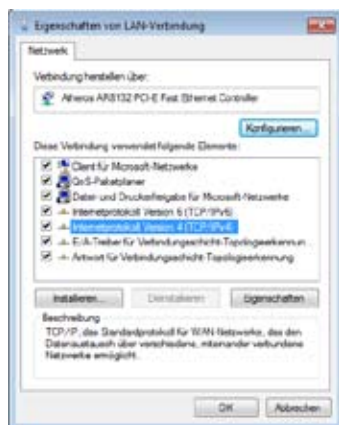 Eigenschaften von LAN-Verbindung
Netzwerk
Verbindung herstellen über:
Atheros AR8132 PCI-E Fast Ethernet Controller
Konfigurieren...
Diese Verbindung verwendet folgende Elemente:
Client für Microsoft-Netzwerke
QoS-Paketplaner
Datei- und Druckerfreigabe für Microsoft-Netzwerke
Internetprotokoll Version 6 (TCP/IPv6)
Internetprotokoll Version 4 (TCP/IPv4)
E/A-Treiber für Verbindungsschicht-Topologieerkennun
Antwort für Verbindungsschicht-Topologieerkennung
Installieren...
Deinstallieren
Eigenschaften
Beschreibung
TCP/IP, das Standardprotokoll für WAN-Netzwerke, das den
Datenaustausch über verschiedene, miteinander verbundene
Netzwerke ermöglicht.
OK
Abbrechen